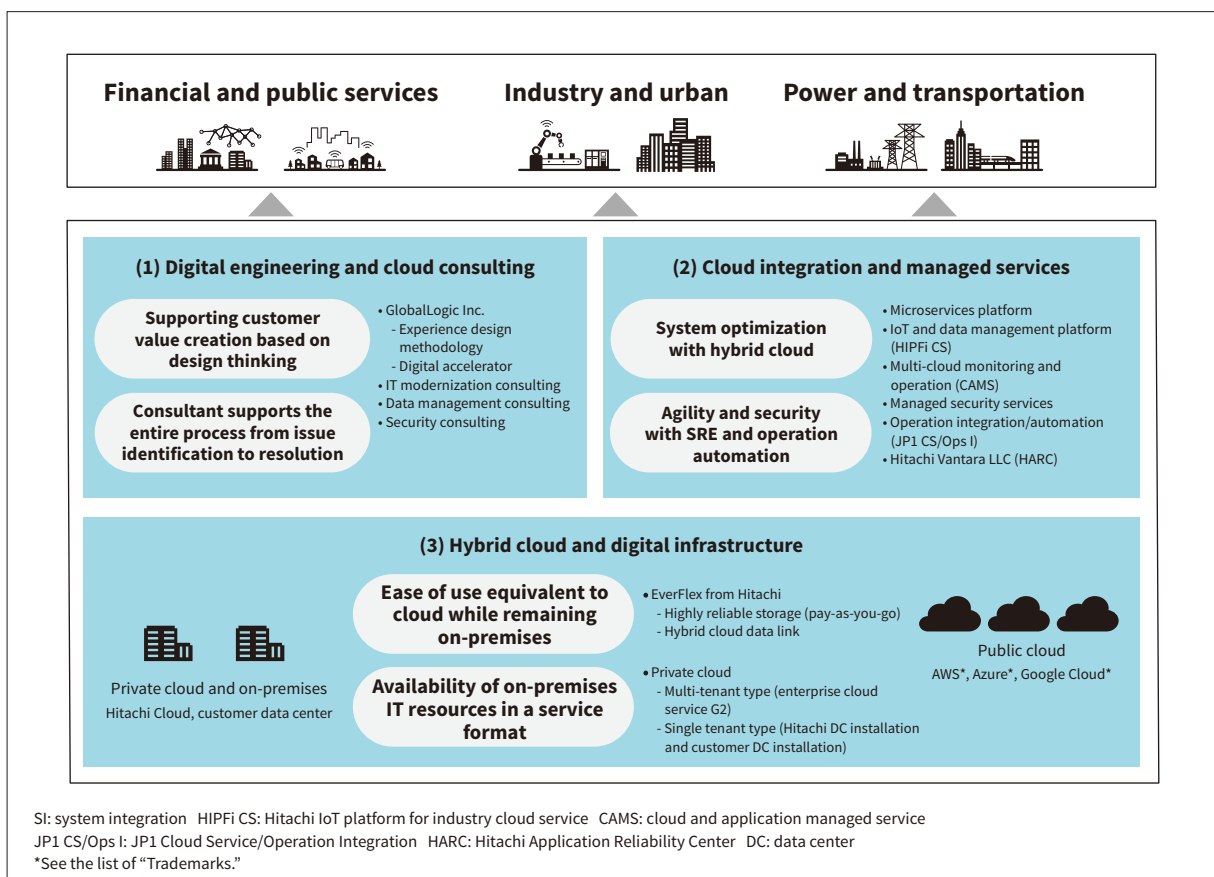 Financial and public services
Industry and urban
Power and transportation
(1) Digital engineering and cloud consulting
Supporting customer
value creation based on
design thinking
Consultant supports the
entire process from issue
identification to resolution
• GlobalLogic Inc.
- Experience design
methodology
- Digital accelerator
• IT modernization consulting
• Data management consulting
• Security consulting
(2) Cloud integration and managed services
System optimization
with hybrid cloud
Agility and security
with SRE and operation
automation
• Microservices platform
• IoT and data management platform
(HIPFi CS)
• Multi-cloud monitoring and
operation (CAMS)
• Managed security services
• Operation integration/automation
(JP1 CS/Ops I)
• Hitachi Vantara LLC (HARC)
(3) Hybrid cloud and digital infrastructure
Private cloud and on-premises
Hitachi Cloud, customer data center
Ease of use equivalent to
cloud while remaining
on-premises
Availability of on-premises
IT resources in a service
format
• EverFlex from Hitachi
- Highly reliable storage (pay-as-you-go)
- Hybrid cloud data link
• Private cloud
- Multi-tenant type (enterprise cloud
service G2)
- Single tenant type (Hitachi DC installation
and customer DC installation)
Public cloud
AWS*, Azure*, Google Cloud*
SI: system integration HIPFi CS: Hitachi IoT platform for industry cloud service CAMS: cloud and application managed service
JP1 CS/Ops I: JP1 Cloud Service/Operation Integration HARC: Hitachi Application Reliability Center DC: data center
*See the list of “Trademarks.”